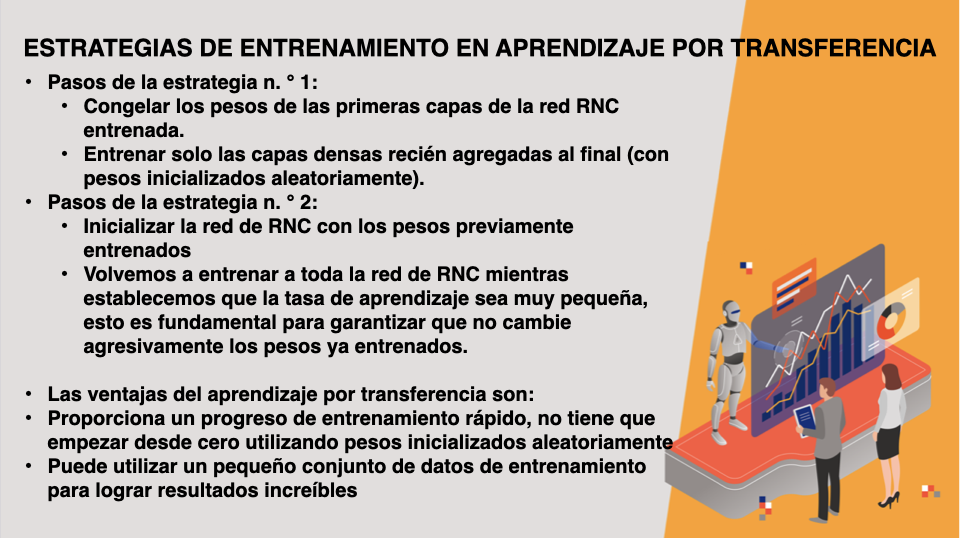 ESTRATEGIAS DE ENTRENAMIENTO EN APRENDIZAJE POR TRANSFERENCIA
• Pasos de la estrategia n. ° 1:
• Congelar los pesos de las primeras capas de la red RNC
entrenada.
• Entrenar solo las capas densas recién agregadas al final (con
pesos inicializados aleatoriamente).
• Pasos de la estrategia n. ° 2:
• Inicializar la red de RNC con los pesos previamente
entrenados
• Volvemos a entrenar a toda la red de RNC mientras
establecemos que la tasa de aprendizaje sea muy pequeña,
esto es fundamental para garantizar que no cambie
agresivamente los pesos ya entrenados.
• Las ventajas del aprendizaje por transferencia son:
• Proporciona un progreso de entrenamiento rápido, no tiene que
empezar desde cero utilizando pesos inicializados aleatoriamente
• Puede utilizar un pequeño conjunto de datos de entrenamiento
para lograr resultados increíbles